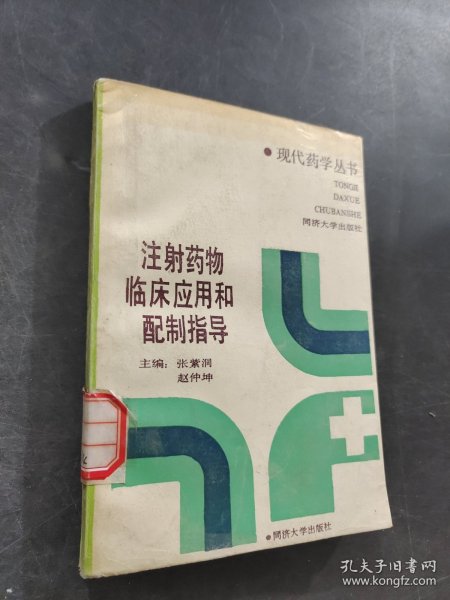 ●现代药学丛书
TONGJI
DAXUE
CHUBANSHE
同济大学出版社
注射药物
临床应用和
配制指导
主编：张紫洞
赵仲坤
●同济大学出版社
孔夫子旧书网
www.kongfz.com